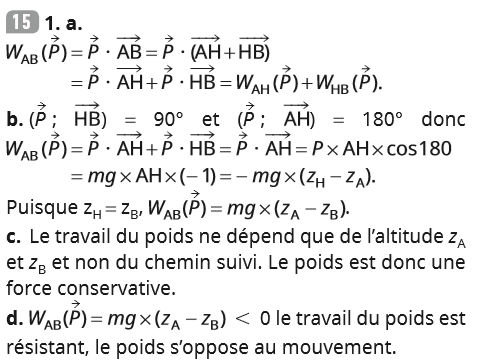 15 1. a.
W_AB(P⃗) = P⃗ · AB⃗ = P⃗ · (AH⃗ + HB⃗)
= P⃗ · AH⃗ + P⃗ · HB⃗ = W_AH(P⃗) + W_HB(P⃗).
b. (P⃗ ; HB⃗) = 90° et (P⃗ ; AH⃗) = 180° donc
W_AB(P⃗) = P⃗ · AH⃗ + P⃗ · HB⃗ = P⃗ · AH⃗ = P × AH × cos180
= mg × AH × (− 1) = − mg × (z_H − z_A).
Puisque z_H = z_B, W_AB(P⃗) = mg × (z_A − z_B).
c. Le travail du poids ne dépend que de l’altitude z_A
et z_B et non du chemin suivi. Le poids est donc une
force conservative.
d. W_AB(P⃗) = mg × (z_A − z_B) < 0 le travail du poids est
résistant, le poids s’oppose au mouvement.